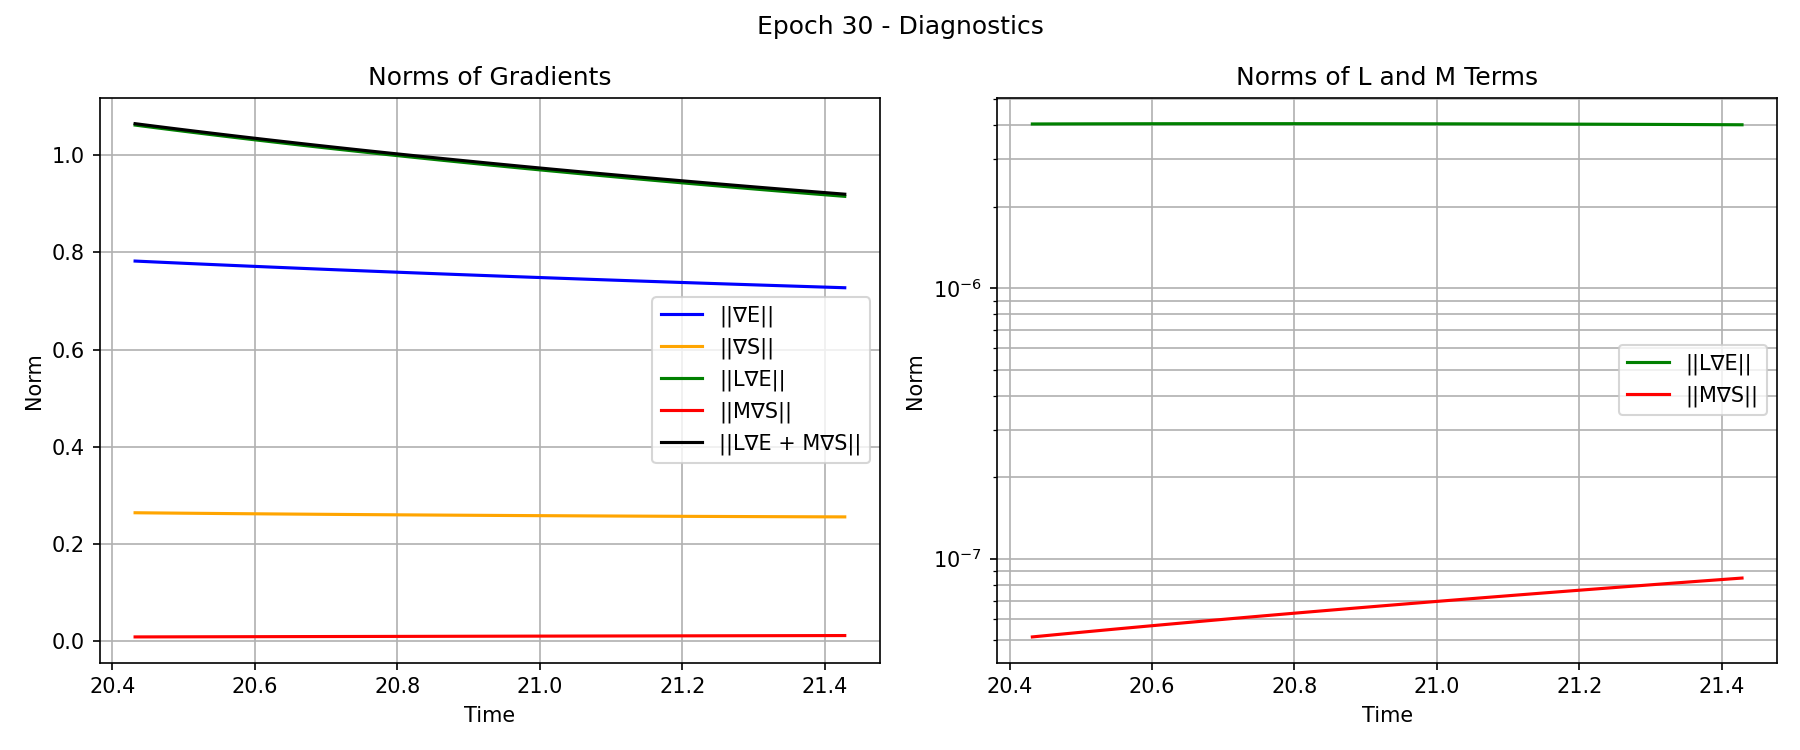 Epoch 30 - Diagnostics
Norms of Gradients
Norm
1.0
0.8
0.6
0.4
0.2
0.0
||∇E||
||∇S||
||L∇E||
||M∇S||
||L∇E + M∇S||
20.4 20.6 20.8 21.0 21.2 21.4
Time
Norms of L and M Terms
Norm
10⁻⁶
10⁻⁷
||L∇E||
||M∇S||
20.4 20.6 20.8 21.0 21.2 21.4
Time